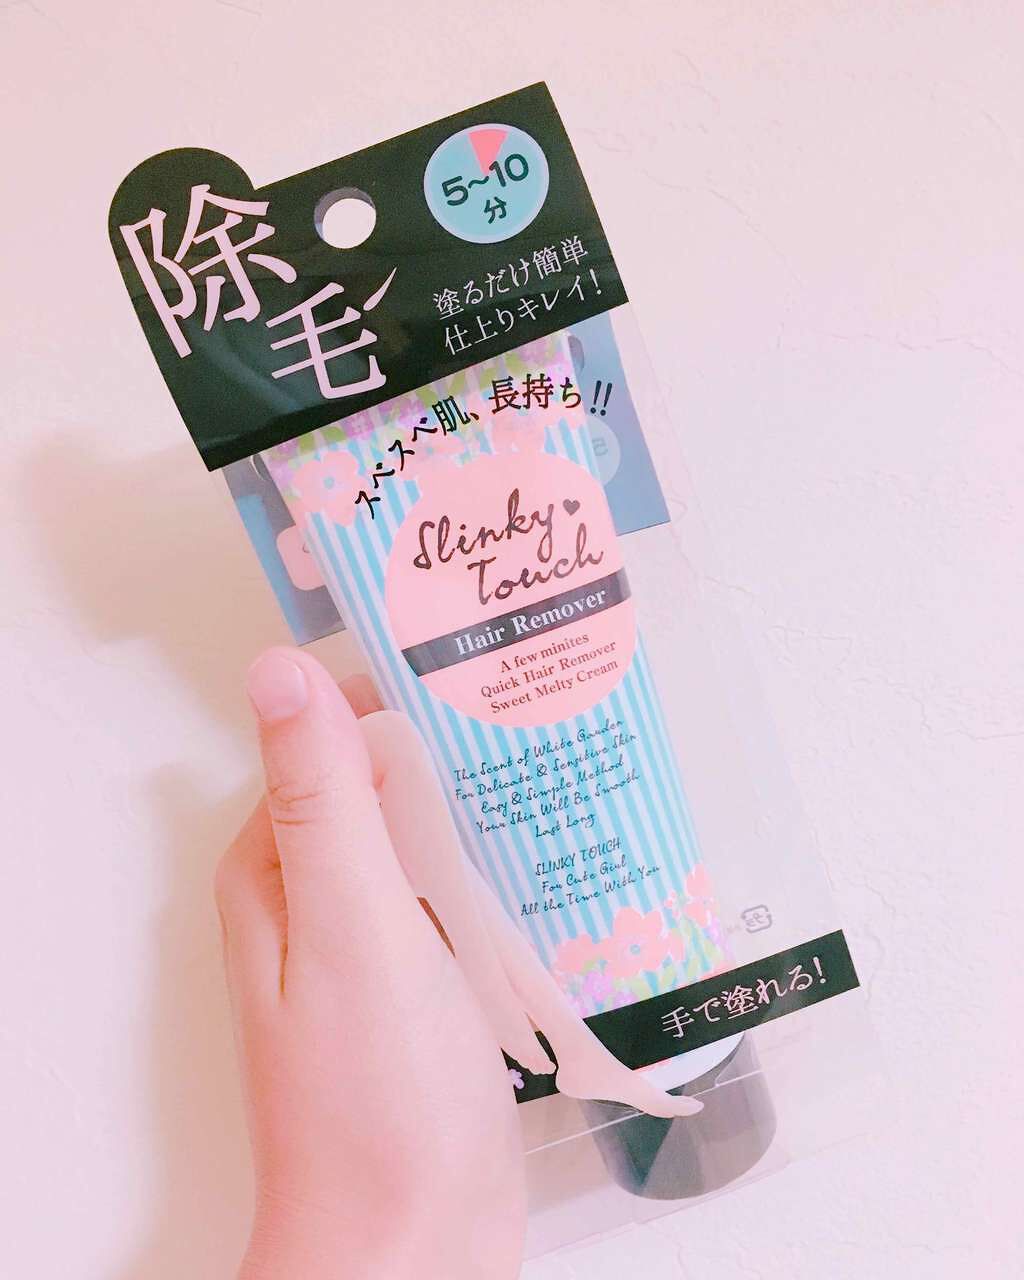 除毛
5~10
分
塗るだけ簡単
仕上りキレイ!
スベスベ肌、長持ち!!
Slinky
Touch
Hair Remover
A few minites
Quick Hair Remover
Sweet Melty Cream
The Scent of White Garden
For Delicate & Sensitive Skin
Easy & Simple Method
Your Skin Will Be Smooth
Last Long
SLINKY TOUCH
For Cute Girl
All the Time With You
プラ
手で塗れる!